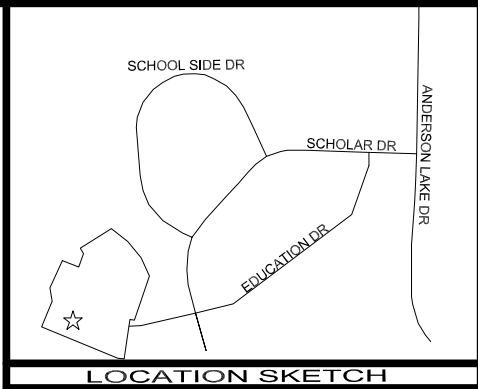 SCHOOL SIDE DR
SCHOLAR DR
ANDERSON LAKE DR
EDUCATION DR
LOCATION SKETCH